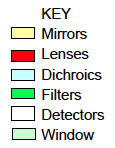 KEY
Mirrors
Lenses
Dichroics
Filters
Detectors
Window